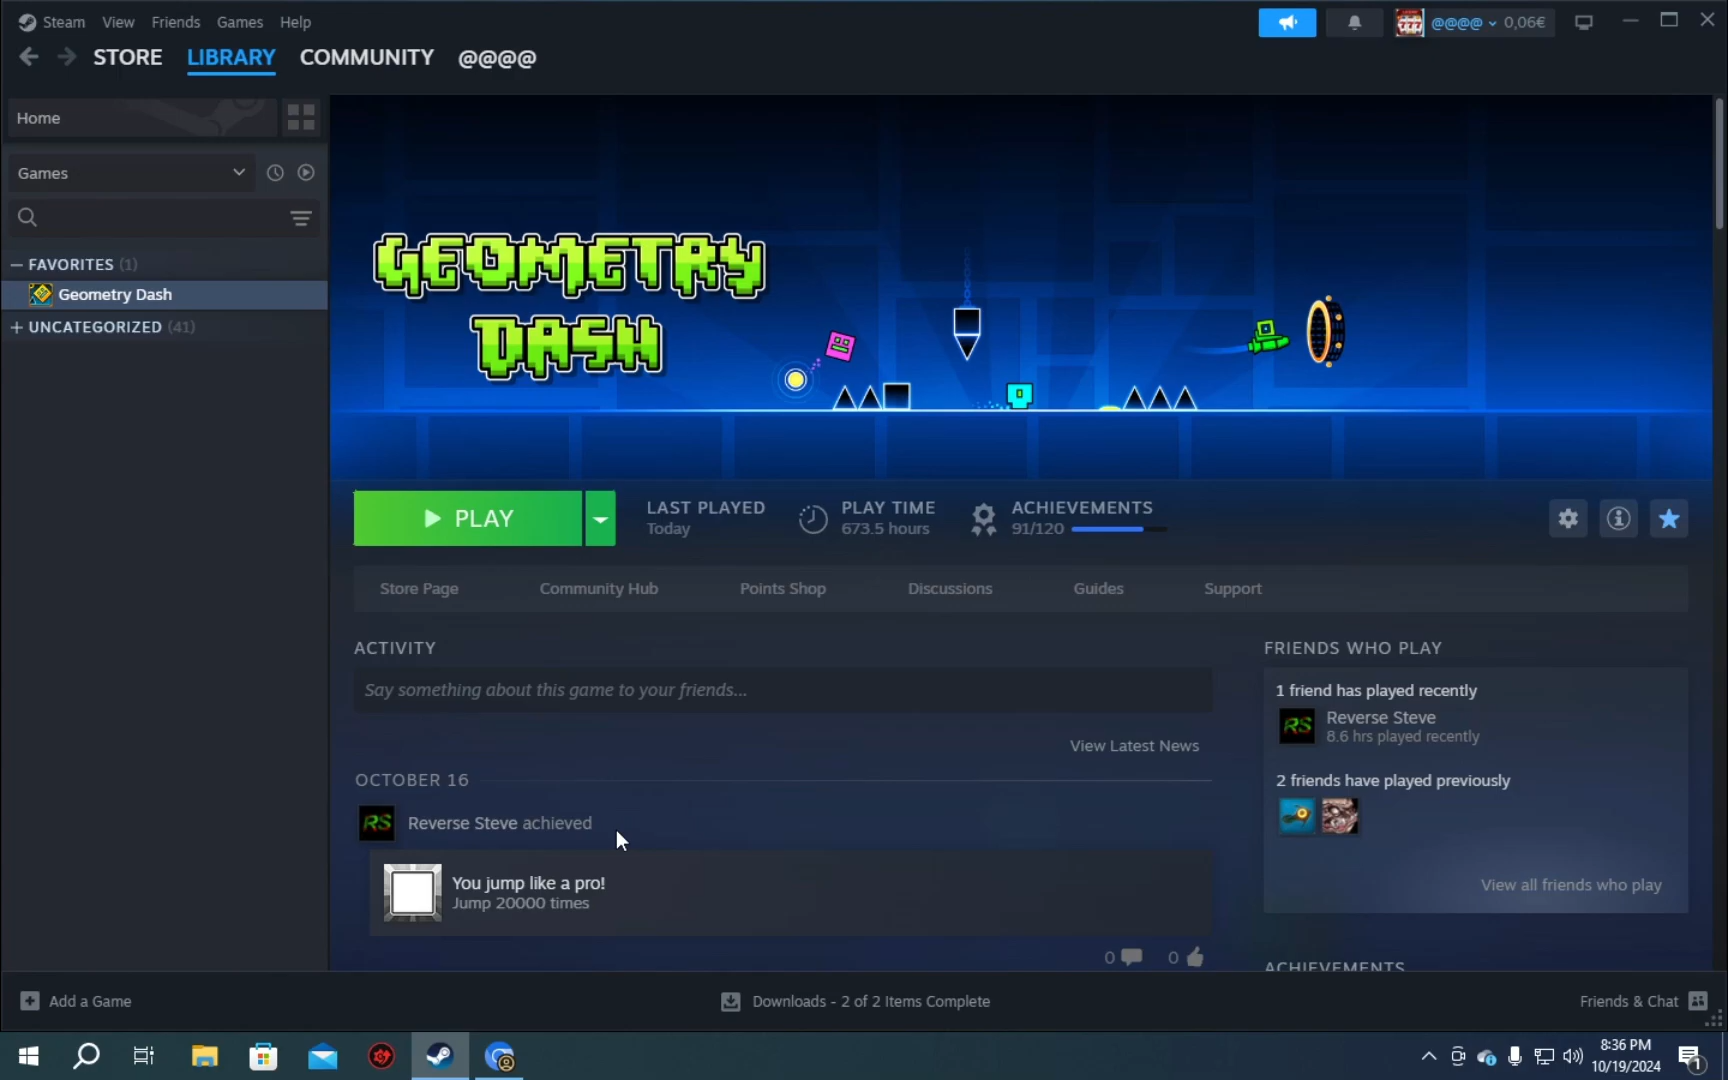 Steam View Friends Games Help
@@@@ 0,06€
STORE LIBRARY COMMUNITY @@@@
Home
Games
— FAVORITES (1)
Geometry Dash
+ UNCATEGORIZED (41)
GEOMETRY
DASH
PLAY
LAST PLAYED
Today
PLAY TIME
673.5 hours
ACHIEVEMENTS
91/120
Store Page Community Hub Points Shop Discussions Guides Support
ACTIVITY
Say something about this game to your friends...
View Latest News
OCTOBER 16
RS Reverse Steve achieved
You jump like a pro!
Jump 20000 times
0 0
FRIENDS WHO PLAY
1 friend has played recently
RS Reverse Steve
8.6 hrs played recently
2 friends have played previously
View all friends who play
ACHIEVEMENTS
Add a Game
Downloads - 2 of 2 Items Complete
Friends & Chat
8:36 PM
10/19/2024
1